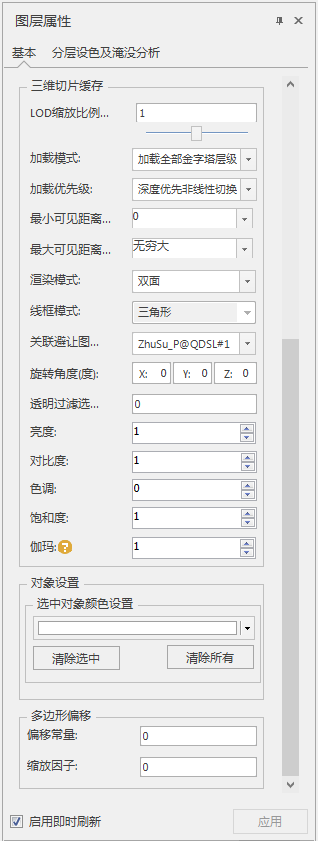 图层属性
基本 分层设色及淹没分析
三维切片缓存
LOD缩放比例... 1
加载模式: 加载全部金字塔层级
加载优先级: 深度优先非线性切换
最小可见距离... 0
最大可见距离... 无穷大
渲染模式: 双面
线框模式: 三角形
关联避让图... ZhuSu_P@QDSL#1
旋转角度(度): X: 0 Y: 0 Z: 0
透明过滤选... 0
亮度: 1
对比度: 1
色调: 0
饱和度: 1
伽玛: ? 1
对象设置
选中对象颜色设置
清除选中 清除所有
多边形偏移
偏移常量: 0
缩放因子: 0
启用即时刷新 应用